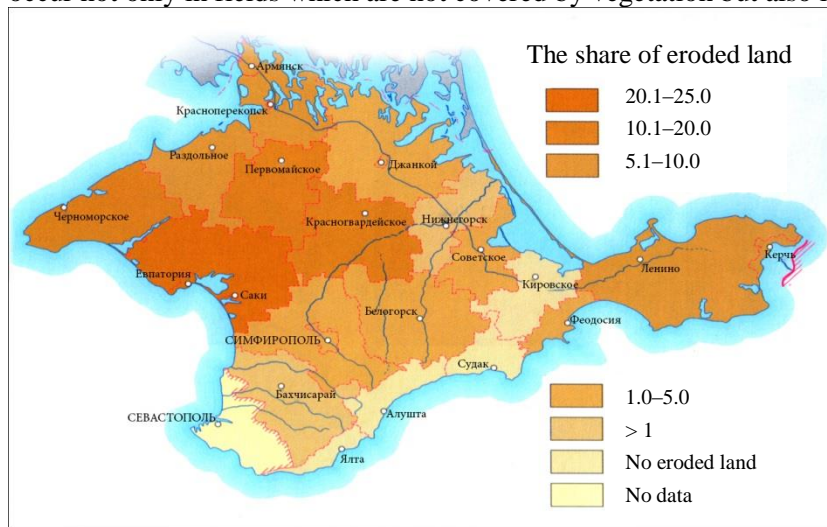 The share of eroded land
20.1–25.0
10.1–20.0
5.1–10.0
Армянск
Красноперекопск
Раздольное
Первомайское
Джанкой
Черноморское
Красногвардейское
Нижнегорск
Советское
Евпатория
Саки
Кировское
Ленино
Керчь
Белогорск
Феодосия
СИМФИРОПОЛЬ
Судак
Бахчисарай
СЕВАСТОПОЛЬ
Алушта
Ялта
1.0–5.0
> 1
No eroded land
No data